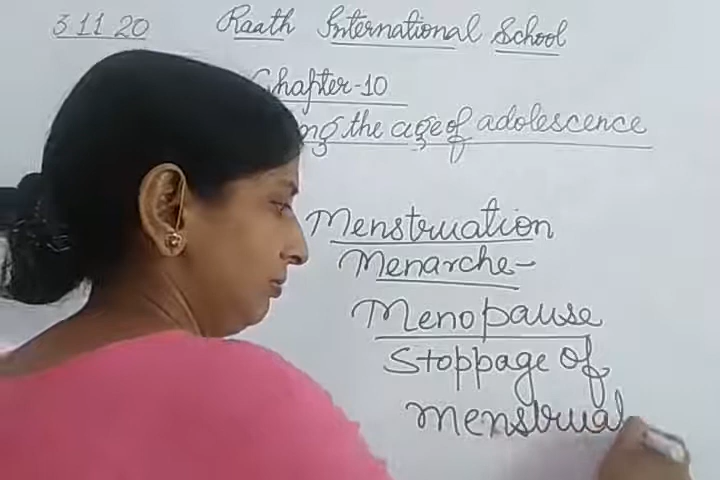 3.11.20 Raath International School
Chapter-10
the age of adolescence
Menstruation
Menarche-
Menopause
Stoppage of
menstrual